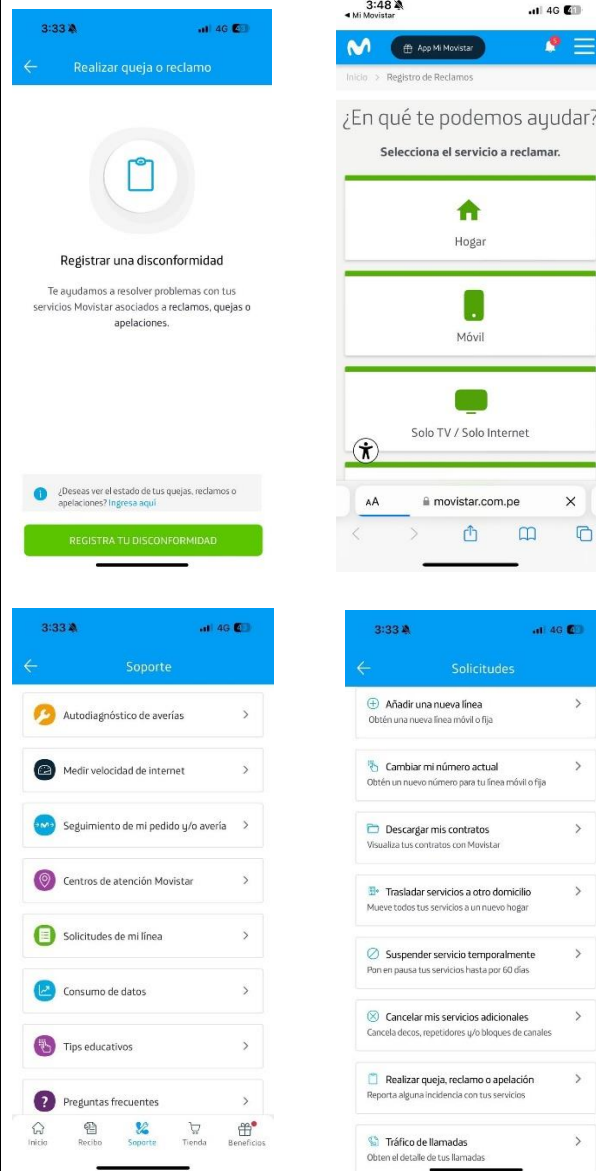 3:33
4G 43
Realizar queja o reclamo
Registrar una disconformidad
Te ayudamos a resolver problemas con tus
servicios Movistar asociados a reclamos, quejas o
apelaciones.
¿Deseas ver el estado de tus quejas, reclamos o
apelaciones? Ingresa aquí
REGISTRA TU DISCONFORMIDAD
3:48
Mi Movistar
4G 41
App Mi Movistar
Inicio > Registro de Reclamos
¿En qué te podemos ayudar?
Selecciona el servicio a reclamar.
Hogar
Móvil
Solo TV / Solo Internet
AA
movistar.com.pe
3:33
4G
Soporte
Autodiagnóstico de averías
Medir velocidad de internet
Seguimiento de mi pedido y/o avería
Centros de atención Movistar
Solicitudes de mi línea
Consumo de datos
Tips educativos
Preguntas frecuentes
Inicio
Recibo
Soporte
Tienda
Beneficios
3:33
4G
Solicitudes
Añadir una nueva línea
Obtén una nueva línea móvil o fija
Cambiar mi número actual
Obtén un nuevo número para tu línea móvil o fija
Descargar mis contratos
Visualiza tus contratos con Movistar
Trasladar servicios a otro domicilio
Mueve todos tus servicios a un nuevo hogar
Suspender servicio temporalmente
Pon en pausa tus servicios hasta por 60 días
Cancelar mis servicios adicionales
Cancela decos, repetidores y/o bloques de canales
Realizar queja, reclamo o apelación
Reporta alguna incidencia con tus servicios
Tráfico de llamadas
Obten el detalle de tus llamadas